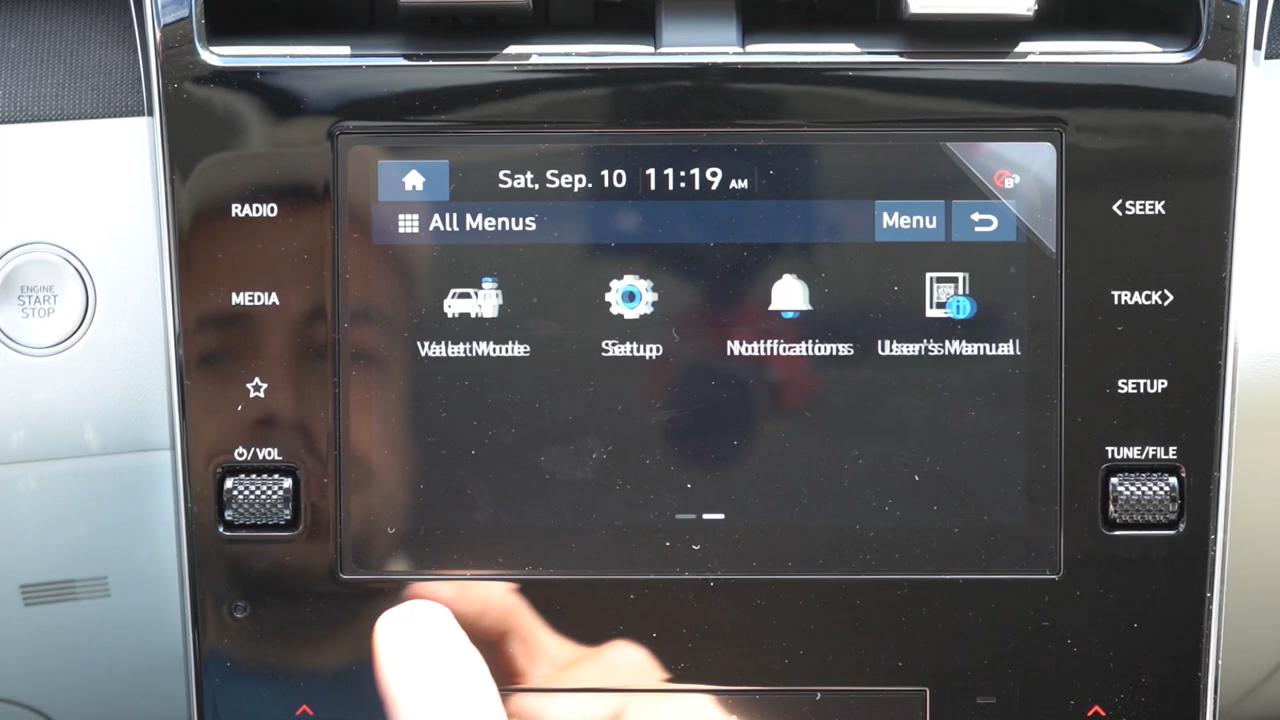 Sat, Sep. 10 11:19 AM
All Menus Menu
Valet Mode Setup Notifications User's Manual
RADIO
MEDIA
/VOL
ENGINE
START
STOP
<SEEK
TRACK>
SETUP
TUNE/FILE